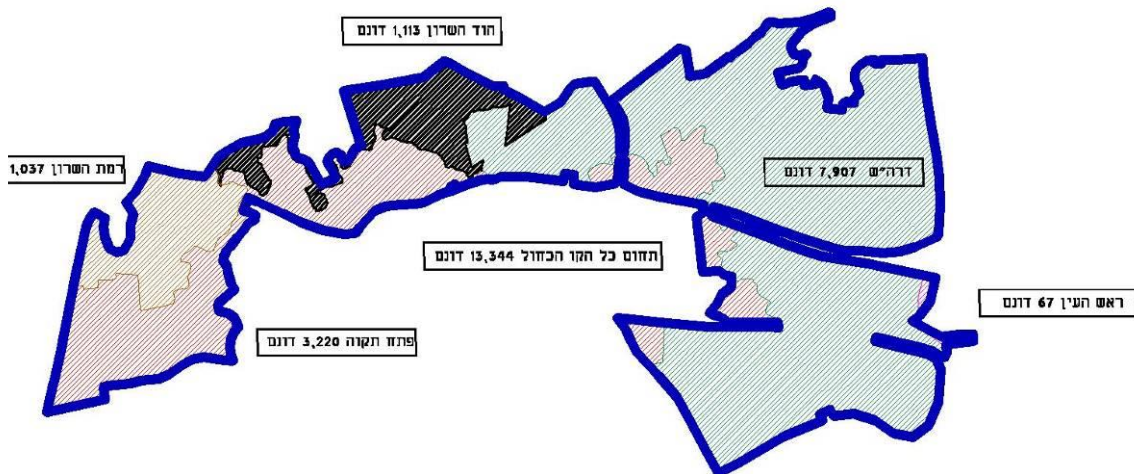 הוד השרון 1,113 דונם
רמת השרון 1,037
דרה״ש 7,907 דונם
תחום כל הקו הכחול 13,344 דונם
ראש העין 67 דונם
פתח תקוה 3,220 דונם